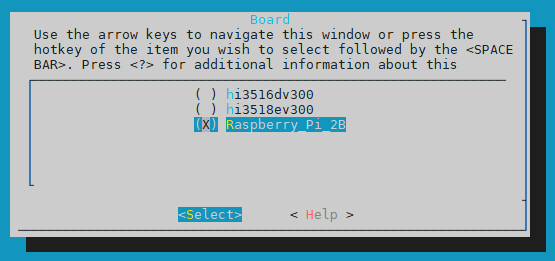 Board
Use the arrow keys to navigate this window or press the
hotkey of the item you wish to select followed by the <SPACE
BAR>. Press <?> for additional information about this
( ) hi3516dv300
( ) hi3518ev300
(X) Raspberry_Pi_2B
<Select> < Help >